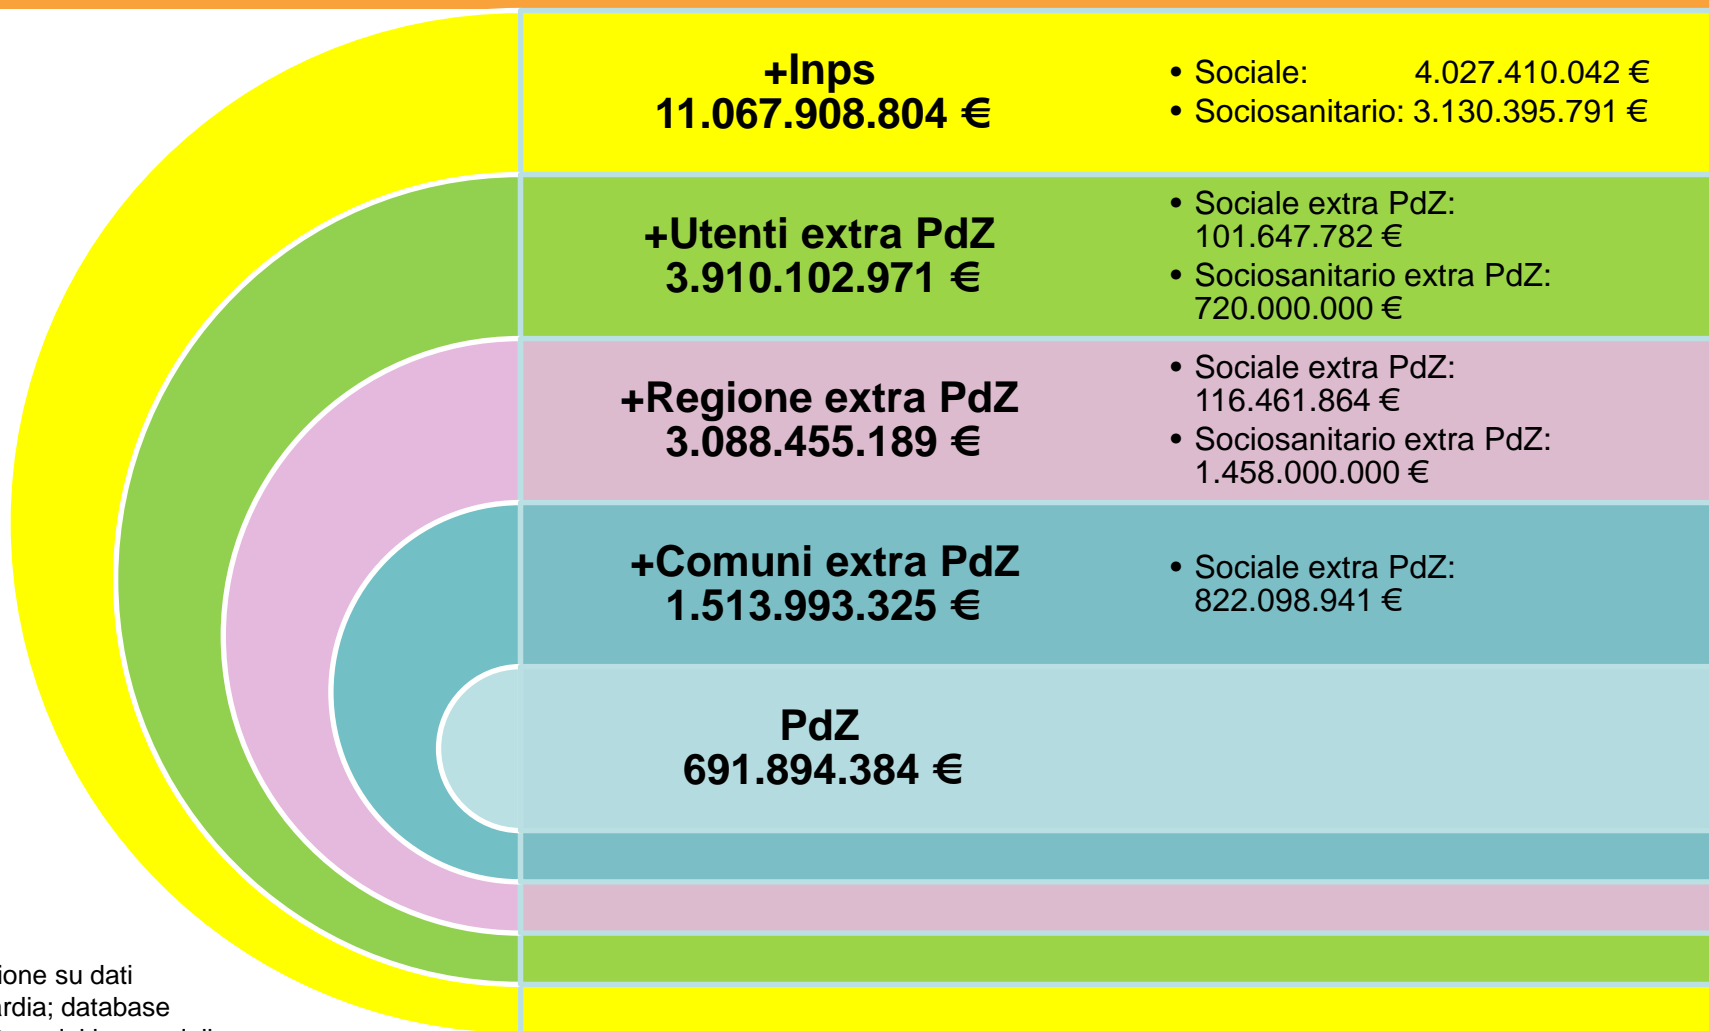 +Inps
11.067.908.804 €
• Sociale: 4.027.410.042 €
• Sociosanitario: 3.130.395.791 €
+Utenti extra PdZ
3.910.102.971 €
• Sociale extra PdZ:
101.647.782 €
• Sociosanitario extra PdZ:
720.000.000 €
+Regione extra PdZ
3.088.455.189 €
• Sociale extra PdZ:
116.461.864 €
• Sociosanitario extra PdZ:
1.458.000.000 €
+Comuni extra PdZ
1.513.993.325 €
• Sociale extra PdZ:
822.098.941 €
PdZ
691.894.384 €
ione su dati
ardia; database